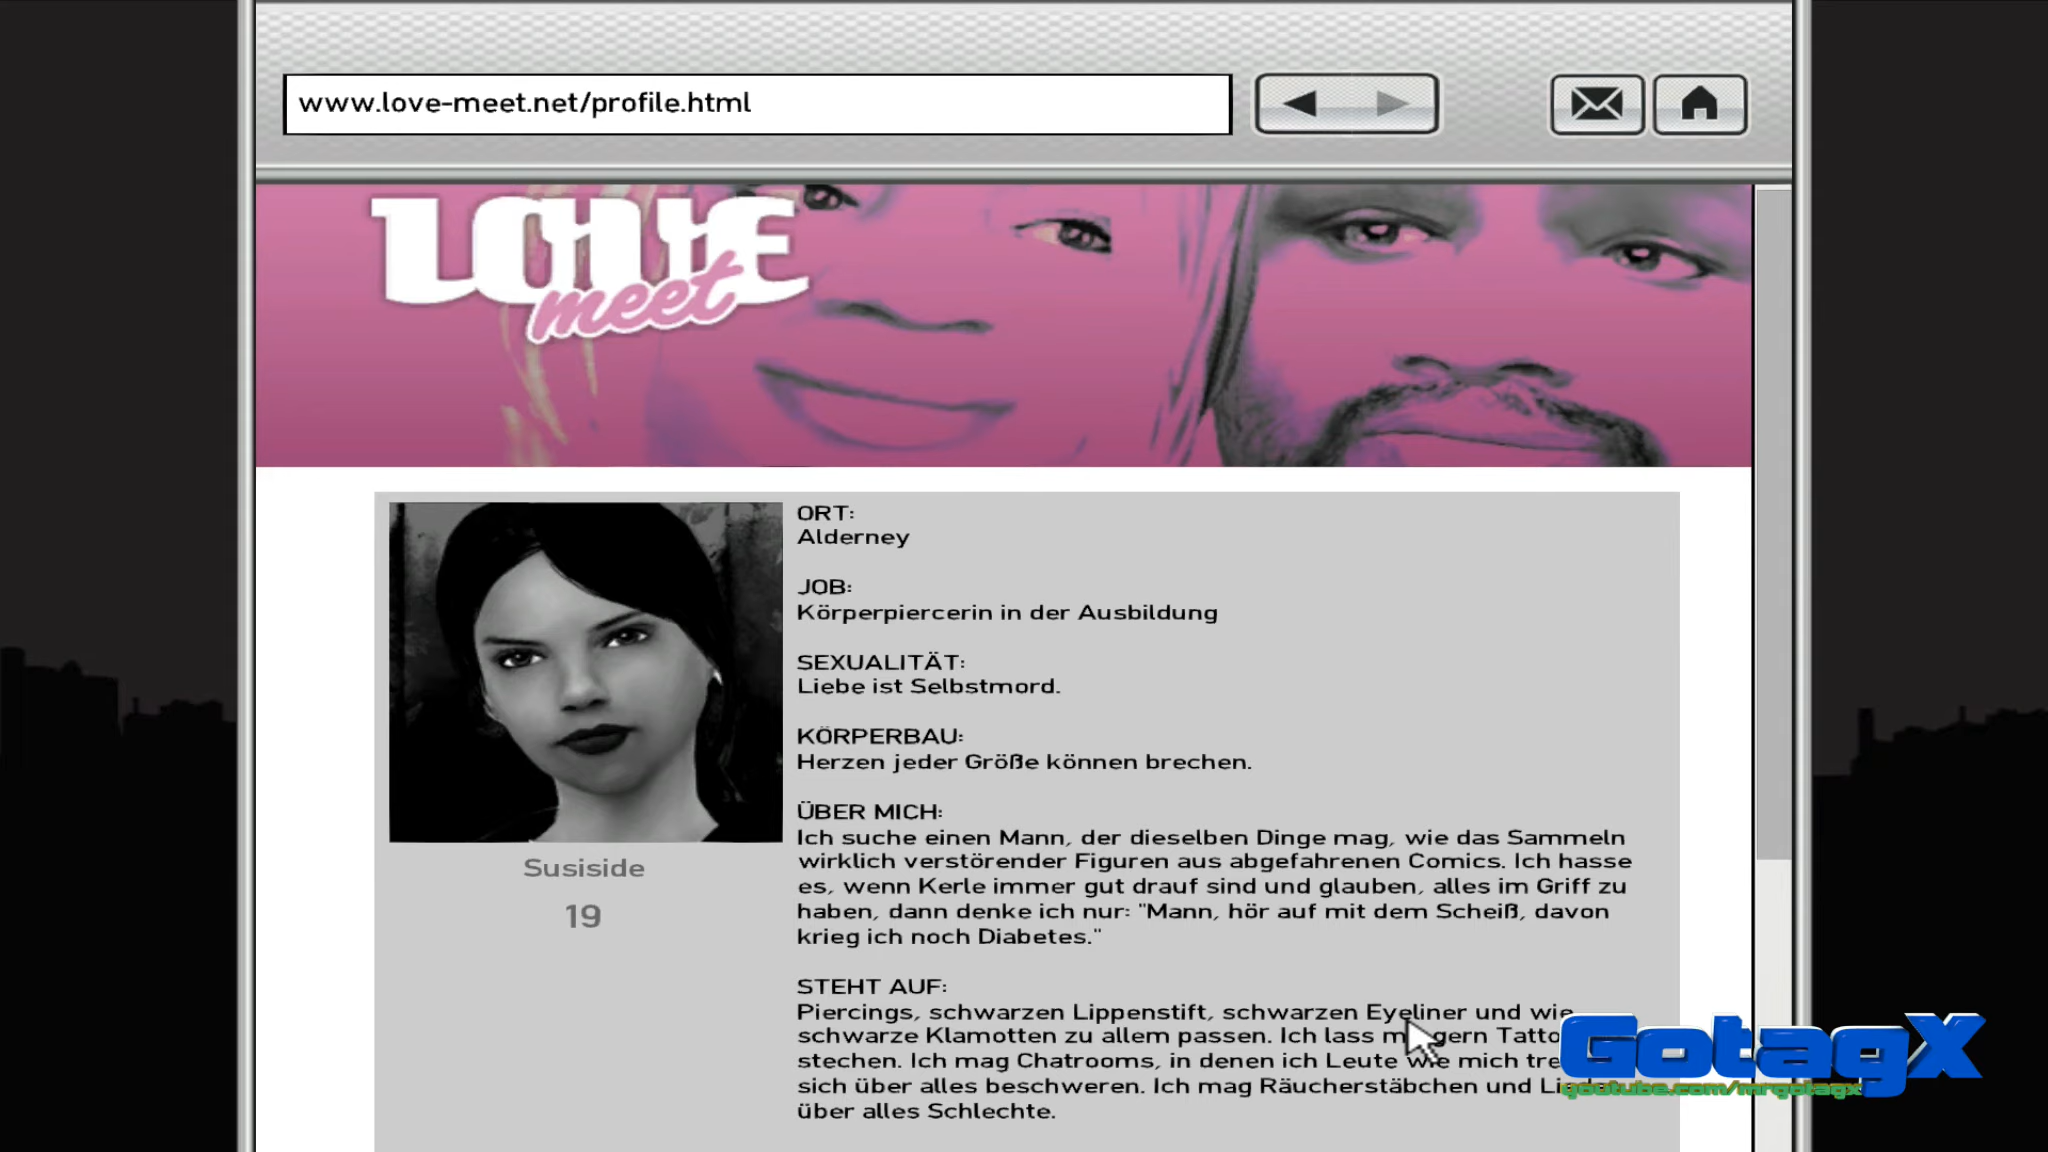 www.love-meet.net/profile.html
LOVE
meet
ORT:
Alderney
JOB:
Körperpiercerin in der Ausbildung
SEXUALITÄT:
Liebe ist Selbstmord.
KÖRPERBAU:
Herzen jeder Größe können brechen.
ÜBER MICH:
Ich suche einen Mann, der dieselben Dinge mag, wie das Sammeln
wirklich verstörender Figuren aus abgefahrenen Comics. Ich hasse
es, wenn Kerle immer gut drauf sind und glauben, alles im Griff zu
haben, dann denke ich nur: "Mann, hör auf mit dem Scheiß, davon
krieg ich noch Diabetes."
Susiside
19
STEHT AUF:
Piercings, schwarzen Lippenstift, schwarzen Eyeliner und wie
schwarze Klamotten zu allem passen. Ich lass gern
stechen. Ich mag Chatrooms, in denen ich Leute wie mich
sich über alles beschweren. Ich mag Räucherstäbchen und
über alles Schlechte.
GotagX
youtube.com/mrgotagx